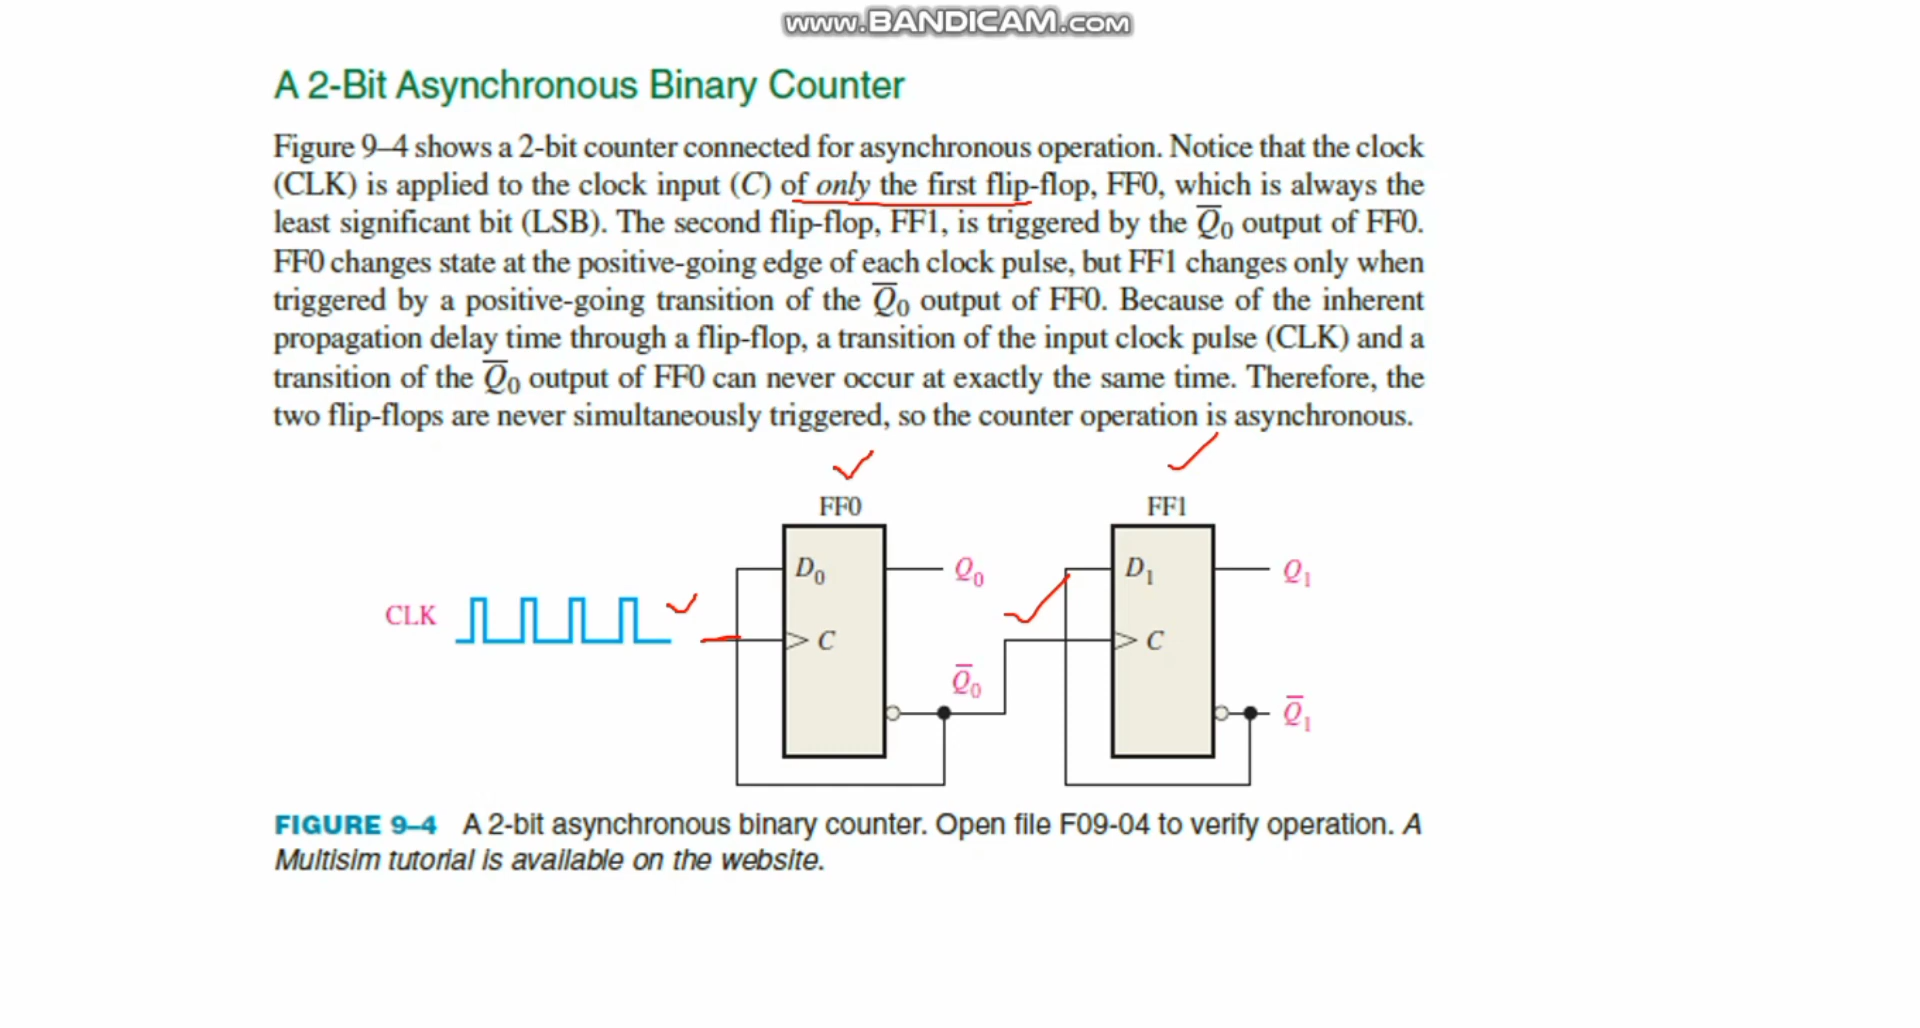 www.BANDICAM.com
A 2-Bit Asynchronous Binary Counter
Figure 9–4 shows a 2-bit counter connected for asynchronous operation. Notice that the clock
(CLK) is applied to the clock input (C) of only the first flip-flop, FF0, which is always the
least significant bit (LSB). The second flip-flop, FF1, is triggered by the Q̅0 output of FF0.
FF0 changes state at the positive-going edge of each clock pulse, but FF1 changes only when
triggered by a positive-going transition of the Q̅0 output of FF0. Because of the inherent
propagation delay time through a flip-flop, a transition of the input clock pulse (CLK) and a
transition of the Q̅0 output of FF0 can never occur at exactly the same time. Therefore, the
two flip-flops are never simultaneously triggered, so the counter operation is asynchronous.
FF0 FF1
D0 Q0 D1 Q1
CLK C C
Q̅0
Q̅1
FIGURE 9–4 A 2-bit asynchronous binary counter. Open file F09-04 to verify operation. A
Multisim tutorial is available on the website.